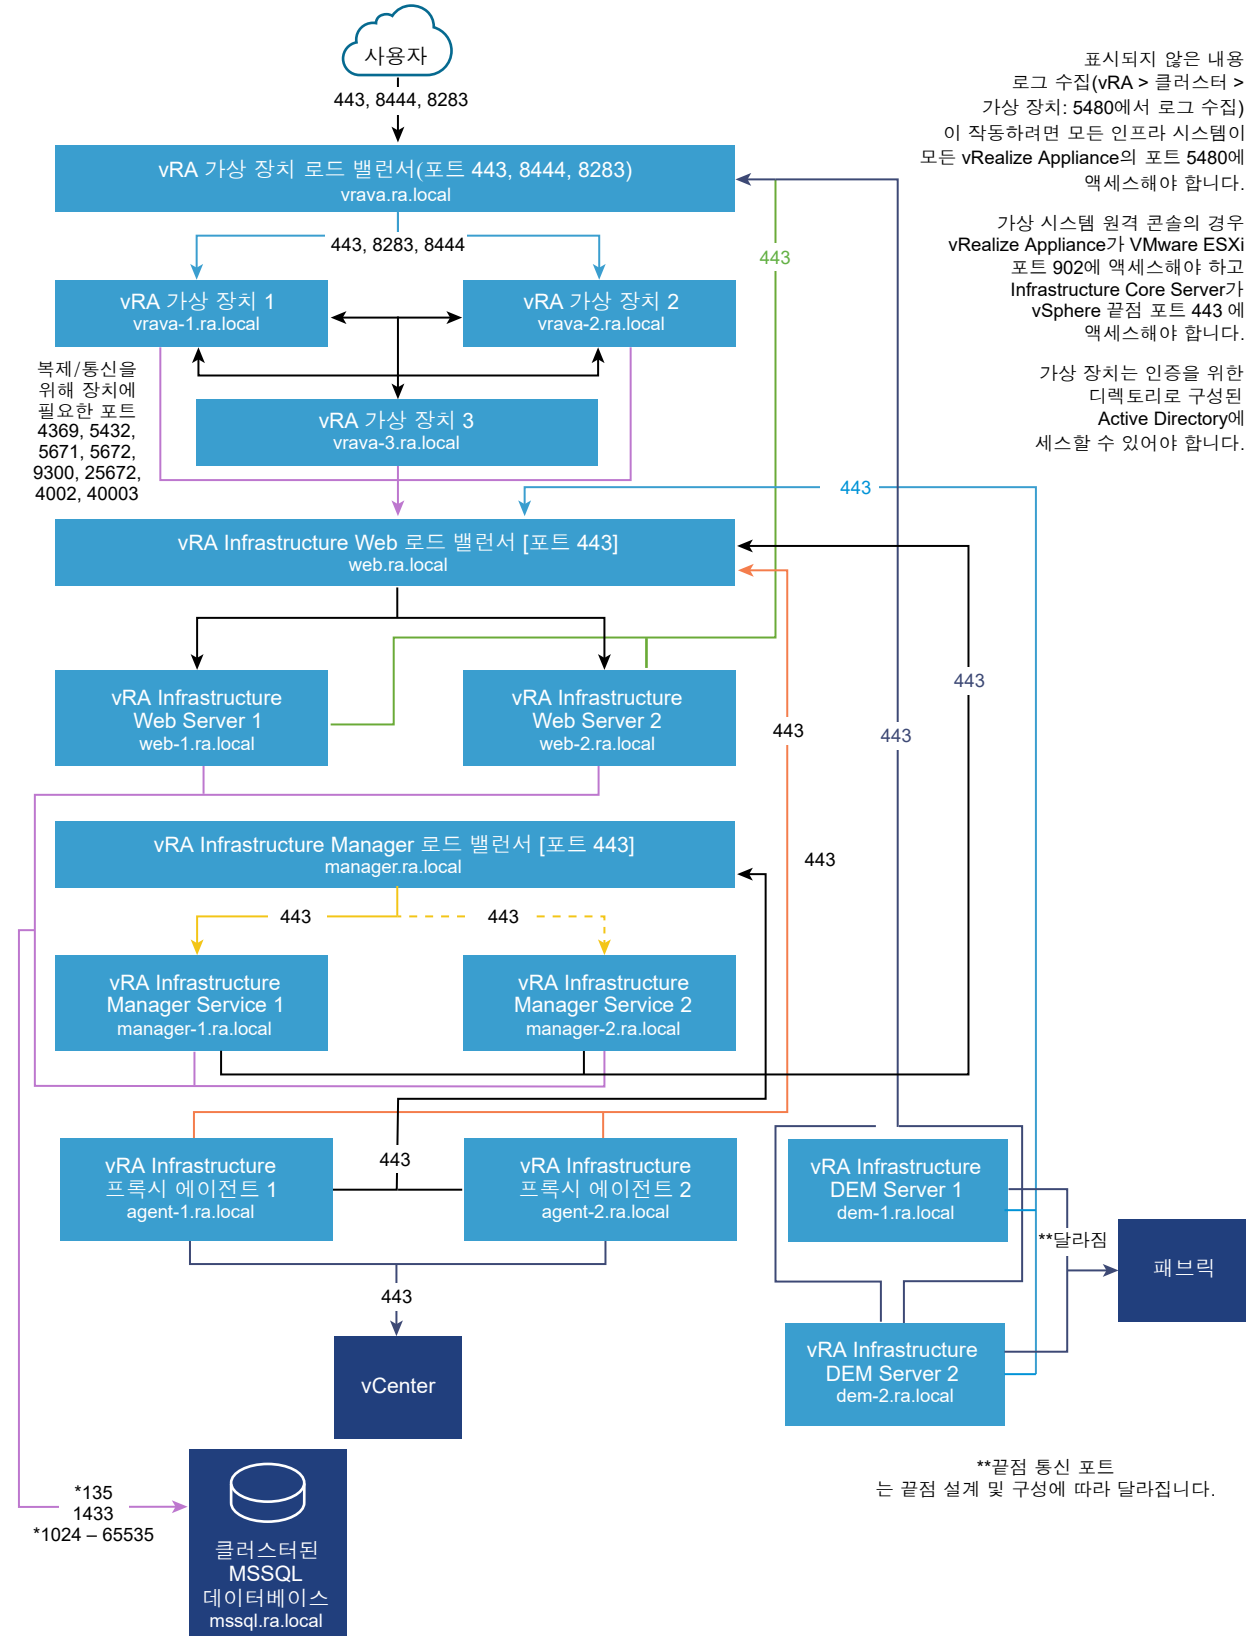 사용자
443, 8444, 8283
vRA 가상 장치 로드 밸런서(포트 443, 8444, 8283)
vrava.ra.local
443, 8283, 8444
vRA 가상 장치 1
vrava-1.ra.local
vRA 가상 장치 2
vrava-2.ra.local
복제/통신을
위해 장치에
필요한 포트
4369, 5432,
5671, 5672,
9300, 25672,
4002, 40003
vRA 가상 장치 3
vrava-3.ra.local
표시되지 않은 내용
로그 수집(vRA > 클러스터 >
가상 장치: 5480에서 로그 수집)
이 작동하려면 모든 인프라 시스템이
모든 vRealize Appliance의 포트 5480에
액세스해야 합니다.
가상 시스템 원격 콘솔의 경우
vRealize Appliance가 VMware ESXi
포트 902에 액세스해야 하고
Infrastructure Core Server가
vSphere 끝점 포트 443 에
액세스해야 합니다.
가상 장치는 인증을 위한
디렉토리로 구성된
Active Directory에
세스할 수 있어야 합니다.
443
443
vRA Infrastructure Web 로드 밸런서 [포트 443]
web.ra.local
vRA Infrastructure
Web Server 1
web-1.ra.local
vRA Infrastructure
Web Server 2
web-2.ra.local
443
443
443
vRA Infrastructure Manager 로드 밸런서 [포트 443]
manager.ra.local
443
443
443
vRA Infrastructure
Manager Service 1
manager-1.ra.local
vRA Infrastructure
Manager Service 2
manager-2.ra.local
vRA Infrastructure
프록시 에이전트 1
agent-1.ra.local
443
vRA Infrastructure
프록시 에이전트 2
agent-2.ra.local
vRA Infrastructure
DEM Server 1
dem-1.ra.local
**달라짐
패브릭
443
vCenter
vRA Infrastructure
DEM Server 2
dem-2.ra.local
**끝점 통신 포트
는 끝점 설계 및 구성에 따라 달라집니다.
*135
1433
*1024 – 65535
클러스터된
MSSQL
데이터베이스
mssql.ra.local